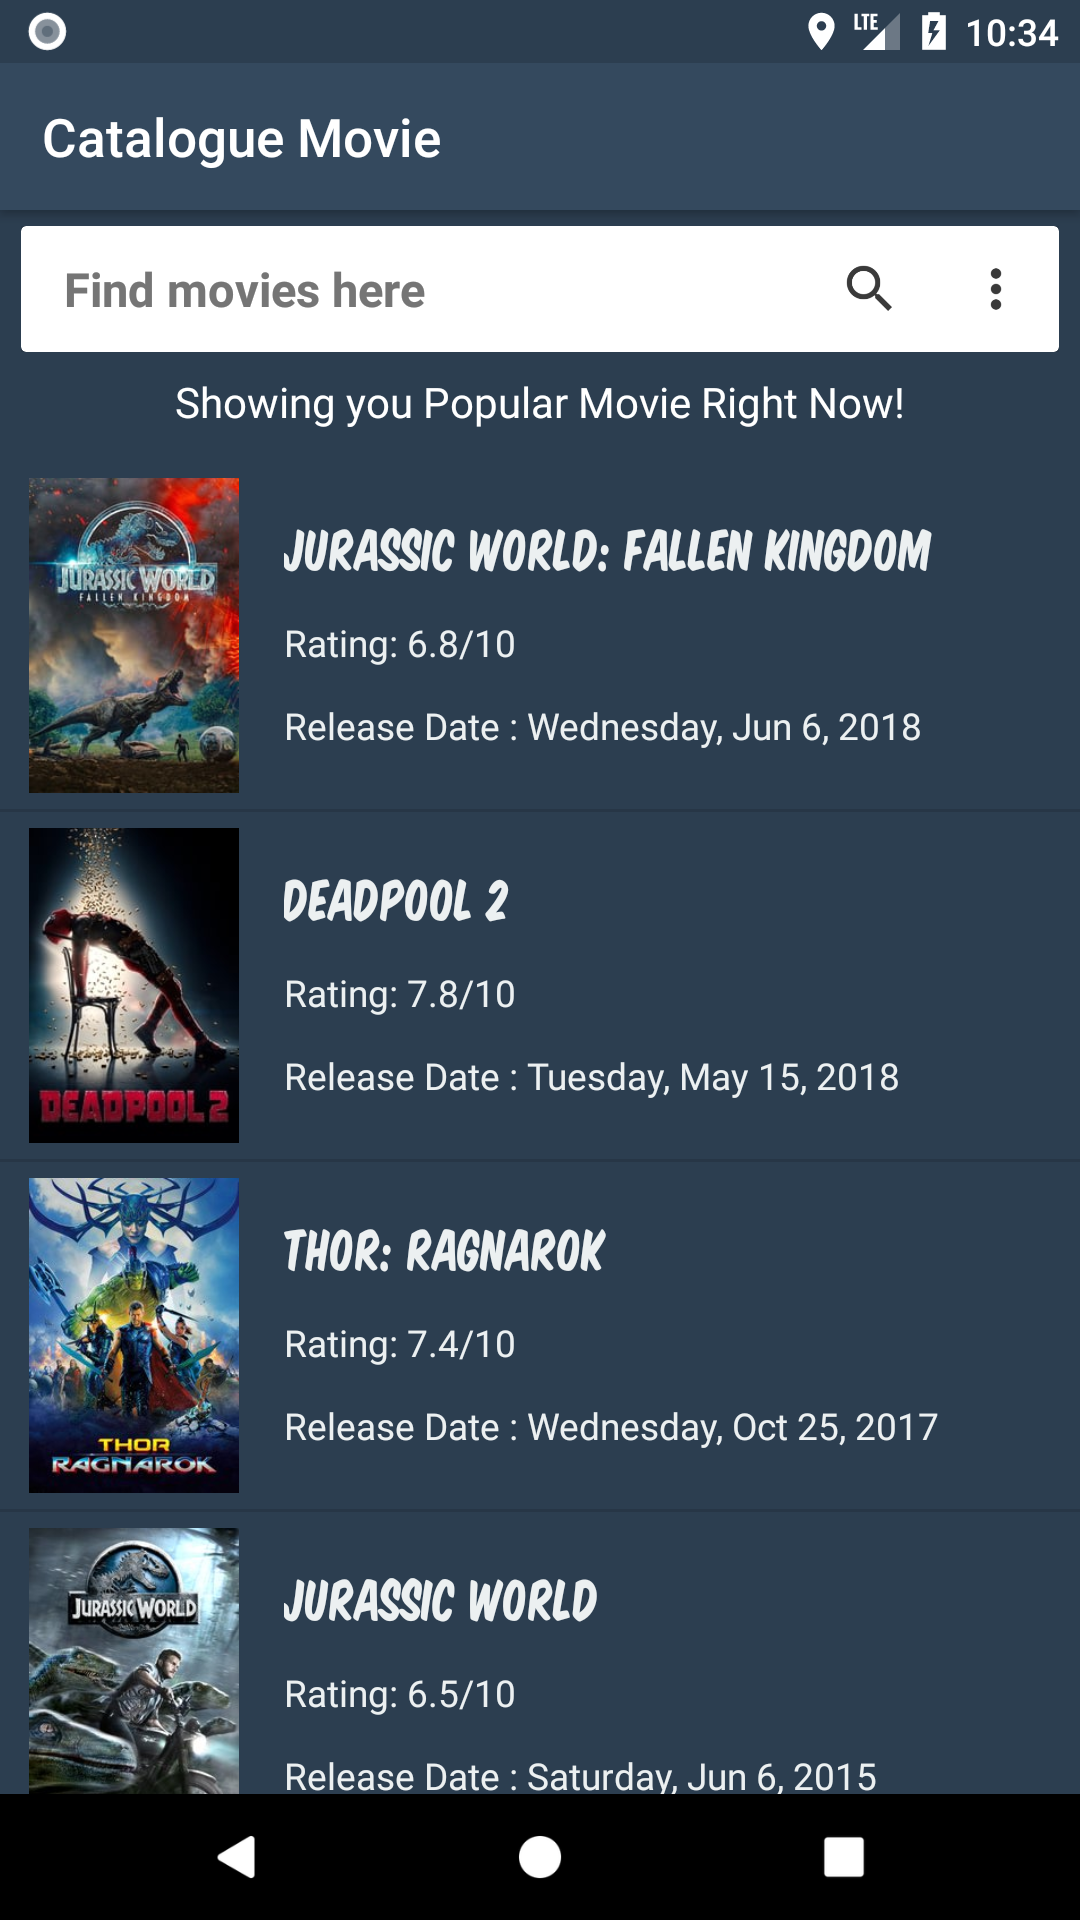 LTE 10:34
Catalogue Movie
Find movies here
Showing you Popular Movie Right Now!
JURASSIC WORLD
FALLEN KINGDOM
JURASSIC WORLD: FALLEN KINGDOM
Rating: 6.8/10
Release Date : Wednesday, Jun 6, 2018
DEADPOOL 2
DEADPOOL 2
Rating: 7.8/10
Release Date : Tuesday, May 15, 2018
THOR
RAGNAROK
THOR: RAGNAROK
Rating: 7.4/10
Release Date : Wednesday, Oct 25, 2017
JURASSIC WORLD
JURASSIC WORLD
Rating: 6.5/10
Release Date : Saturday, Jun 6, 2015